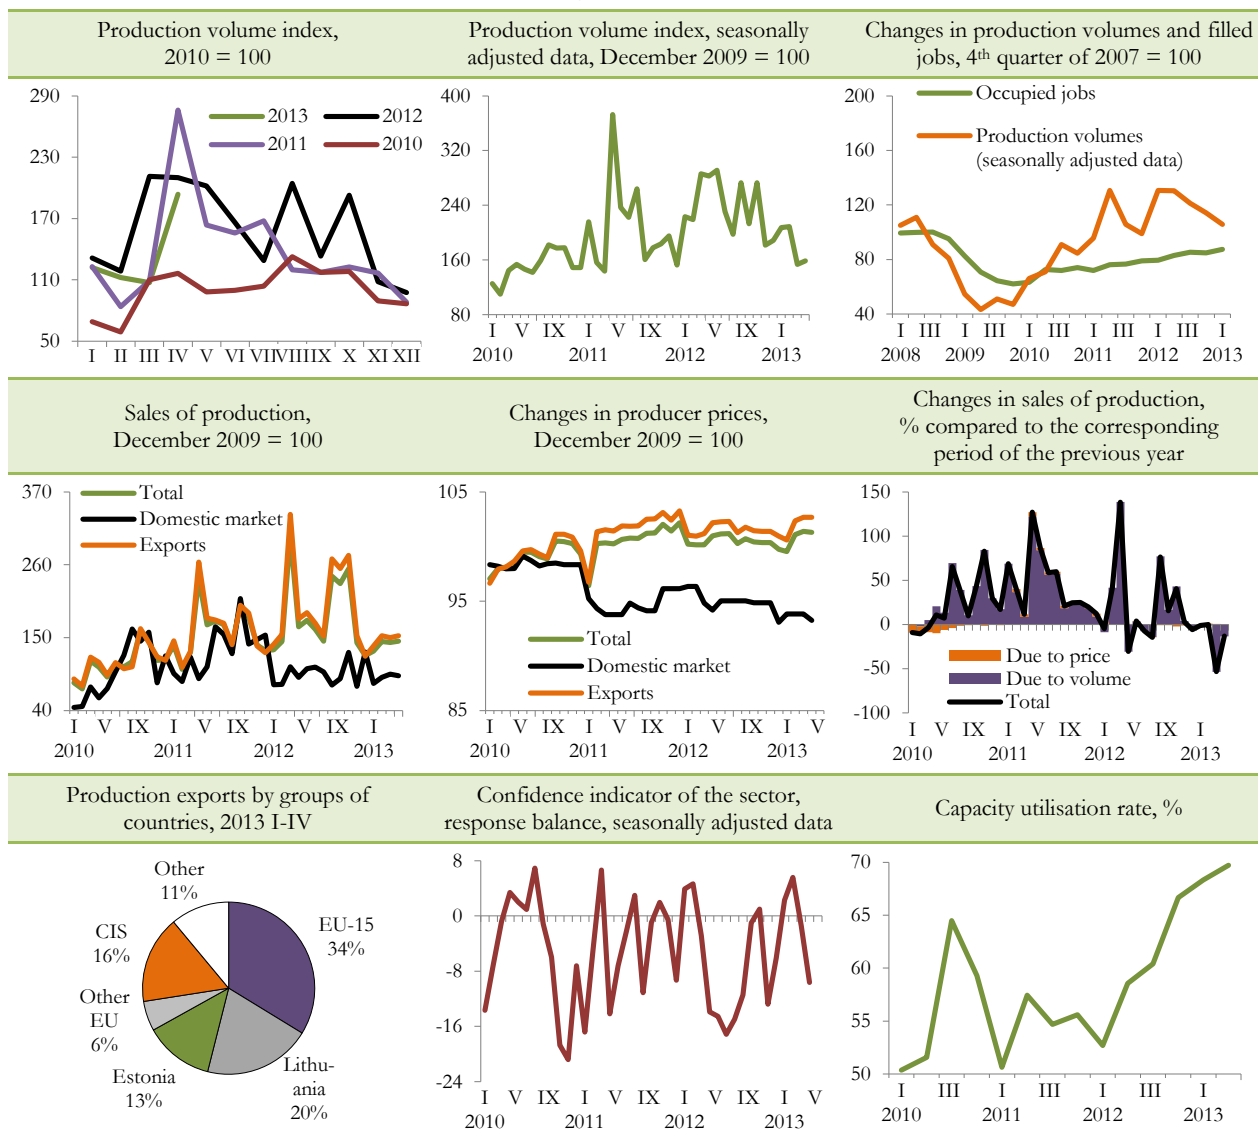 Production volume index,
2010 = 100
Production volume index, seasonally
adjusted data, December 2009 = 100
Changes in production volumes and filled
jobs, 4th quarter of 2007 = 100
290
230
170
110
50
2013
2012
2011
2010
I II III IV V VI VII VIII IX X XI XII
400
320
240
160
80
I V IX I V IX I V IX I
2010 2011 2012 2013
200
160
120
80
40
Occupied jobs
Production volumes
(seasonally adjusted data)
I III I III I III I III I III I
2008 2009 2010 2011 2012 2013
Sales of production,
December 2009 = 100
Changes in producer prices,
December 2009 = 100
Changes in sales of production,
% compared to the corresponding
period of the previous year
370
260
150
40
Total
Domestic market
Exports
I V IX I V IX I V IX I
2010 2011 2012 2013
105
95
85
Total
Domestic market
Exports
I V IX I V IX I V IX I V
2010 2011 2012 2013
150
100
50
0
-50
-100
Due to price
Due to volume
Total
I V IX I V IX I V IX I
2010 2011 2012 2013
Production exports by groups of
countries, 2013 I-IV
Confidence indicator of the sector,
response balance, seasonally adjusted data
Capacity utilisation rate, %
Other
11%
EU-15
34%
CIS
16%
Other
EU
6%
Estonia
13%
Lithu-
ania
20%
8
0
-8
-16
-24
I V IX I V IX I V IX I V
2010 2011 2012 2013
70
65
60
55
50
I III I III I III I
2010 2011 2012 2013